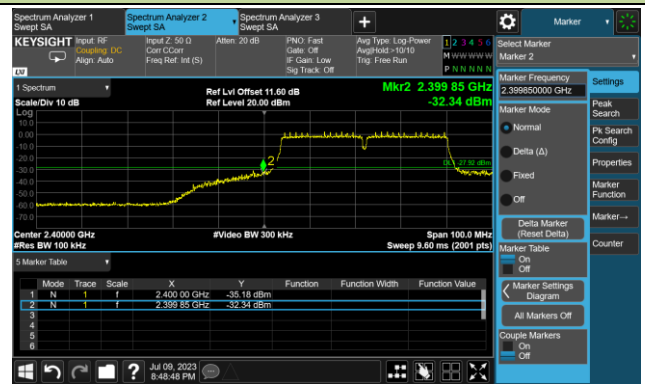 Spectrum Analyzer 1
Swept SA
Spectrum Analyzer 2
Swept SA
Spectrum Analyzer 3
Swept SA
+
Marker
KEYSIGHT
Input: RF
Coupling: DC
Align: Auto
Input Z: 50 Ω
Corr CCorr
Freq Ref: Int (S)
Atten: 20 dB
PNO: Fast
Gate: Off
IF Gain: Low
Sig Track: Off
Avg Type: Log-Power
Avg|Hold:>10/10
Trig: Free Run
1 2 3 4 5 6
M W W W W W
P N N N N N
LXI
Select Marker
Marker 2
1 Spectrum
Scale/Div 10 dB
Ref Lvl Offset 11.60 dB
Ref Level 20.00 dBm
Mkr2 2.399 85 GHz
-32.34 dBm
Log
10.0
0.00
-10.0
-20.0
-30.0
-40.0
-50.0
-60.0
-70.0
2
DL1 -27.92 dBm
Center 2.40000 GHz
#Res BW 100 kHz
#Video BW 300 kHz
Span 100.0 MHz
Sweep 9.60 ms (2001 pts)
5 Marker Table
Mode Trace Scale X Y Function Function Width Function Value
1 N 1 f 2.400 00 GHz -35.18 dBm
2 N 1 f 2.399 85 GHz -32.34 dBm
3
4
5
6
Jul 09, 2023
8:48:48 PM
Marker Frequency
2.399850000 GHz
Marker Mode
Normal
Delta (Δ)
Fixed
Off
Delta Marker
(Reset Delta)
Marker Table
On
Off
Marker Settings
Diagram
All Markers Off
Couple Markers
On
Off
Settings
Peak
Search
Pk Search
Config
Properties
Marker
Function
Marker→
Counter